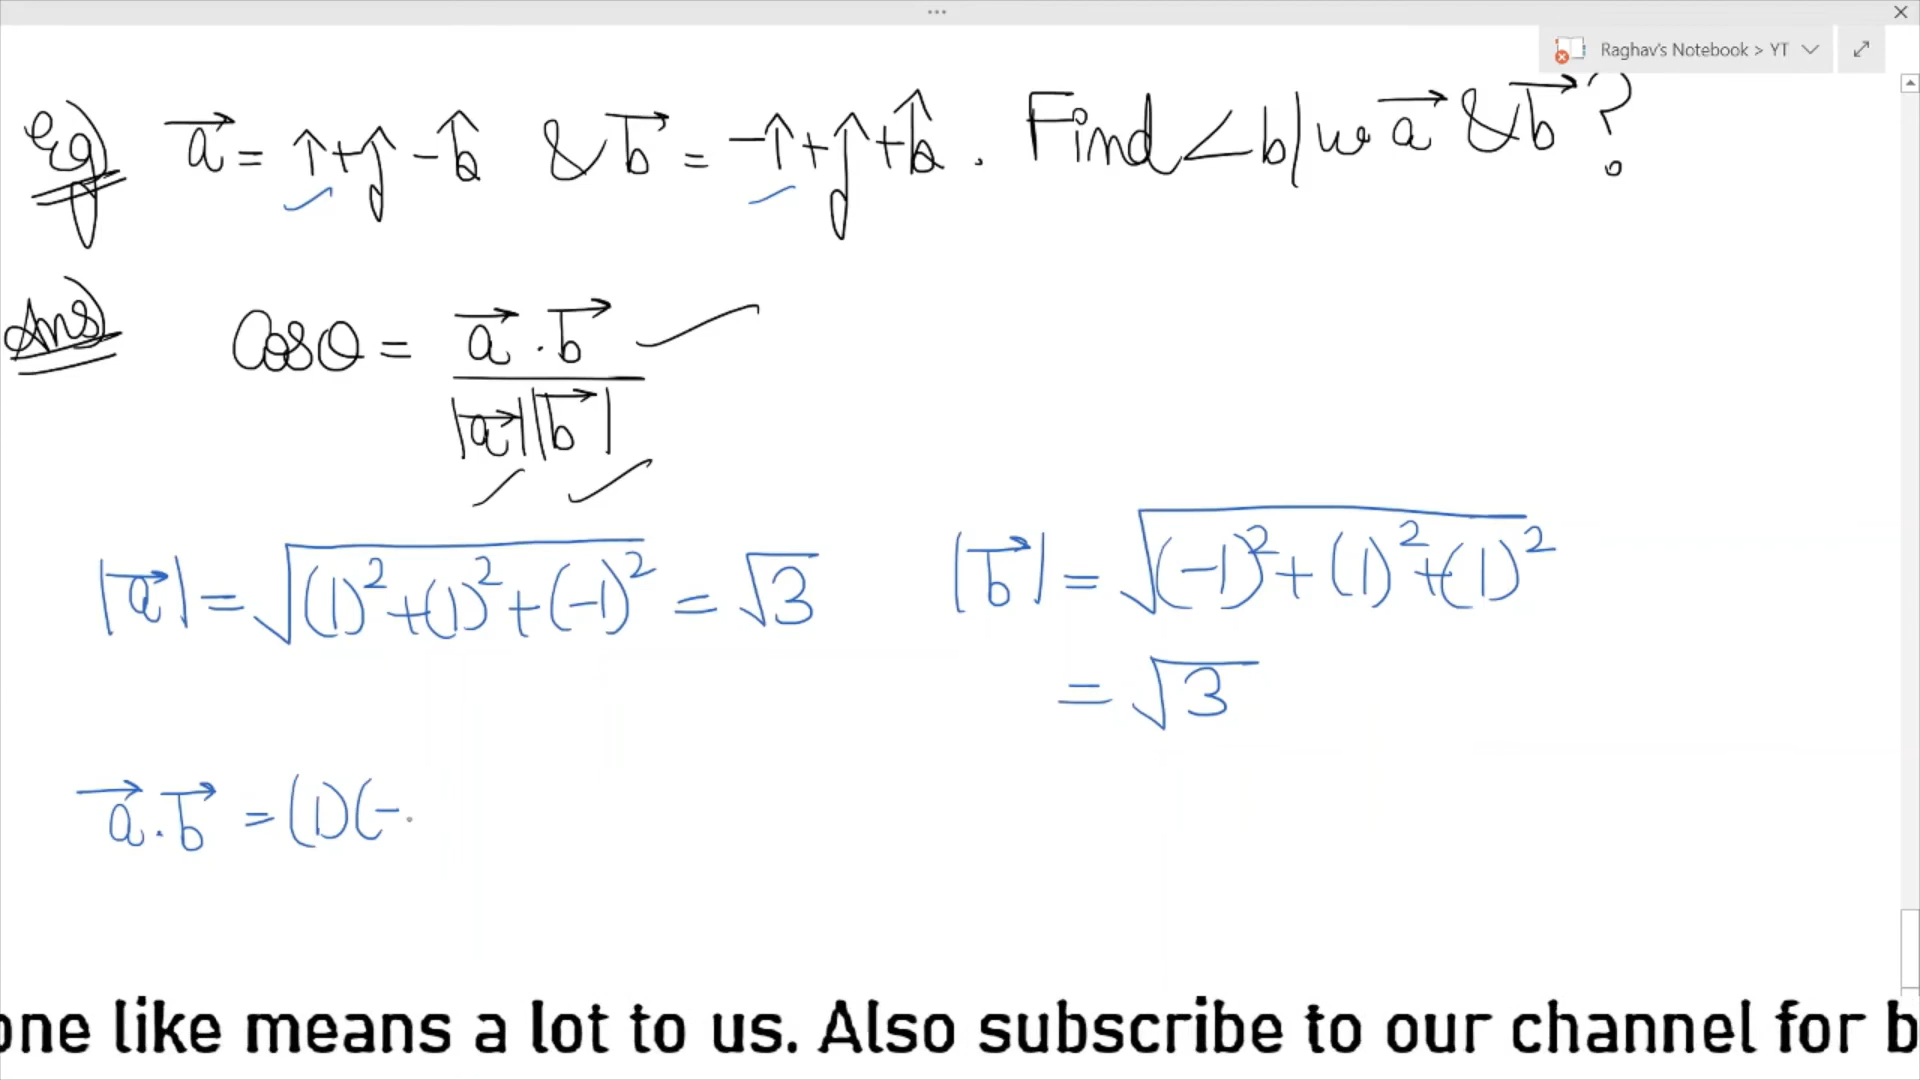 Raghav's Notebook > YT
Eg) a⃗ = î + ĵ - k̂ & b⃗ = -î + ĵ + k̂ . Find ∠ b/w a⃗ & b⃗ ?
Ans) Cosθ = a⃗ . b⃗
|a⃗||b⃗|
|a⃗| = √(1)² + (1)² + (-1)² = √3
|b⃗| = √(-1)² + (1)² + (1)²
= √3
a⃗ . b⃗ = (1)(-
one like means a lot to us. Also subscribe to our channel for b